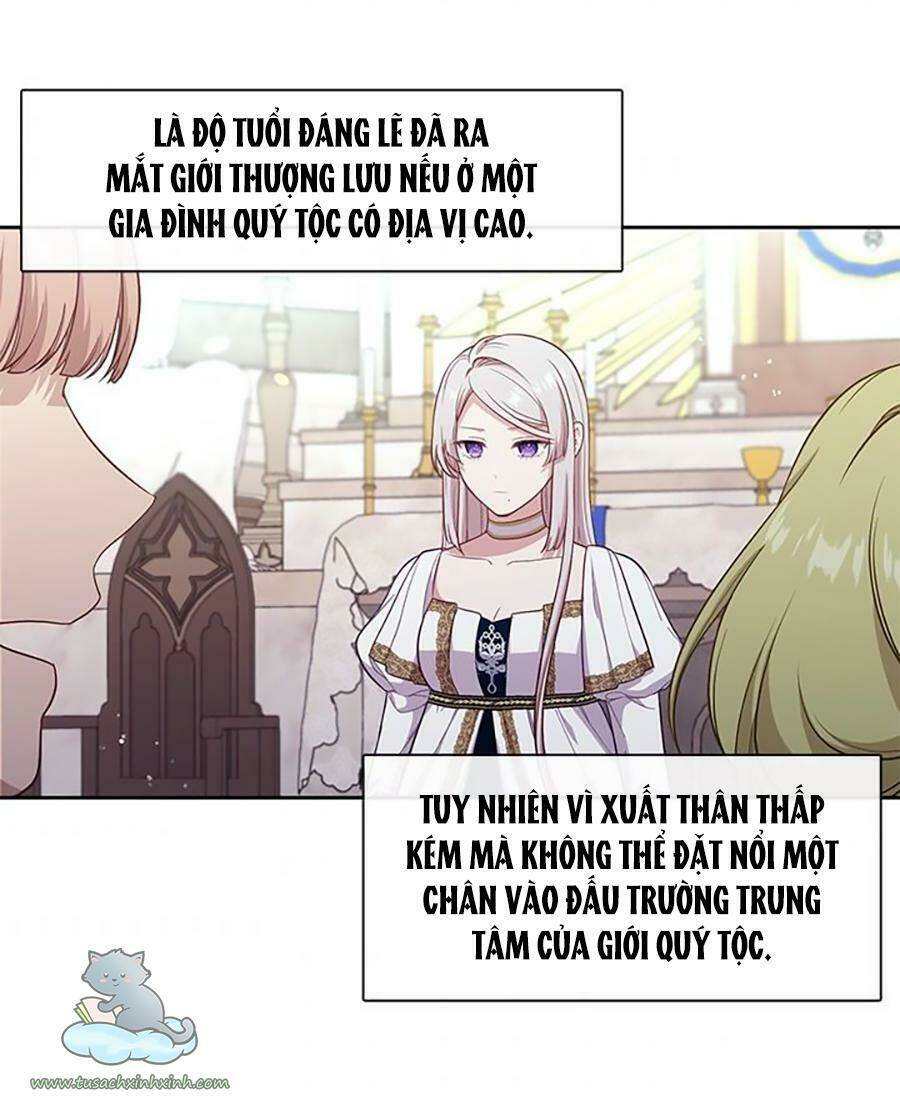 LÀ ĐỘ TUỔI ĐÁNG LẼ ĐÃ RA
MẮT GIỚI THƯỢNG LƯU NẾU Ở MỘT
GIA ĐÌNH QUÝ TỘC CÓ ĐỊA VỊ CAO.
TUY NHIÊN VÌ XUẤT THÂN THẤP
KÉM MÀ KHÔNG THỂ ĐẶT NỔI MỘT
CHÂN VÀO ĐẤU TRƯỜNG TRUNG
TÂM CỦA GIỚI QUÝ TỘC.
www.tusachxinhxinh.com